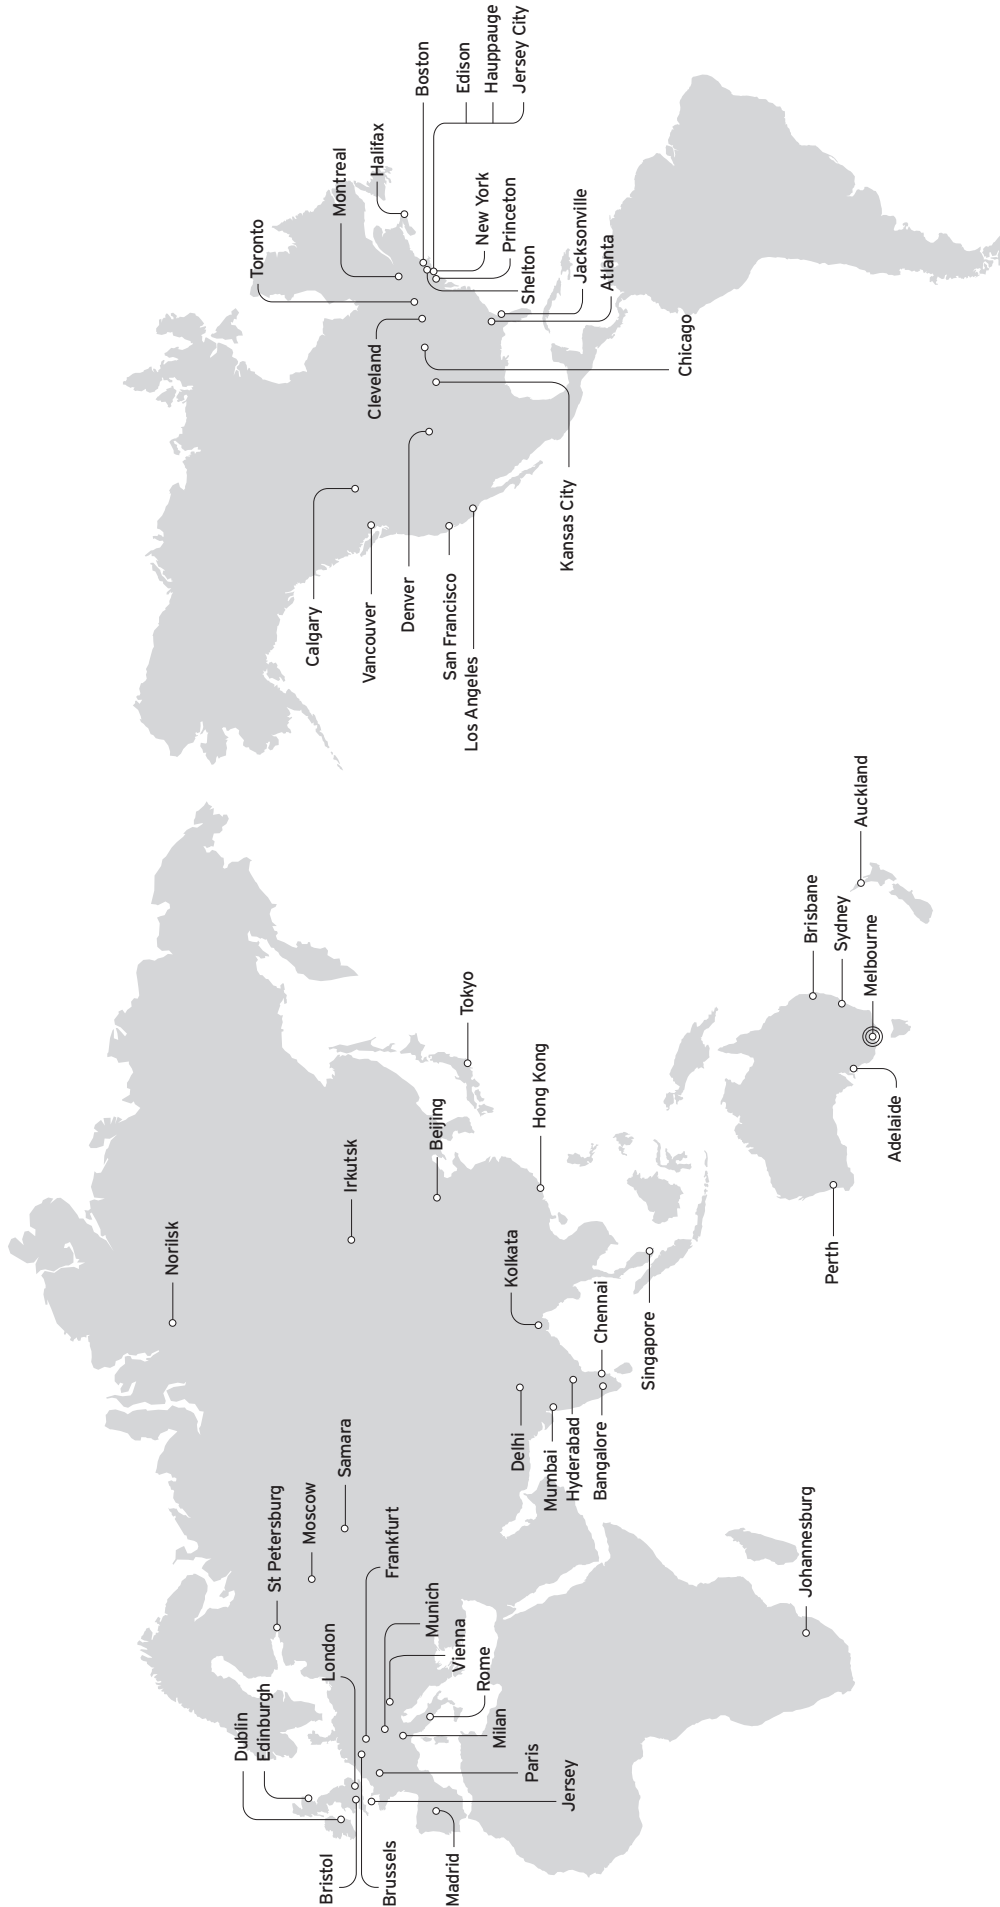 Dublin
Edinburgh
Bristol
London
Brussels
Jersey
Paris
Madrid
Milan
Rome
Vienna
Munich
Frankfurt
St Petersburg
Moscow
Samara
Norilsk
Irkutsk
Beijing
Tokyo
Hong Kong
Kolkata
Delhi
Mumbai
Hyderabad
Bangalore
Chennai
Singapore
Johannesburg
Perth
Adelaide
Melbourne
Sydney
Brisbane
Auckland
Calgary
Vancouver
Denver
San Francisco
Los Angeles
Kansas City
Chicago
Cleveland
Toronto
Montreal
Halifax
Boston
Edison
Hauppauge
Jersey City
New York
Princeton
Shelton
Jacksonville
Atlanta